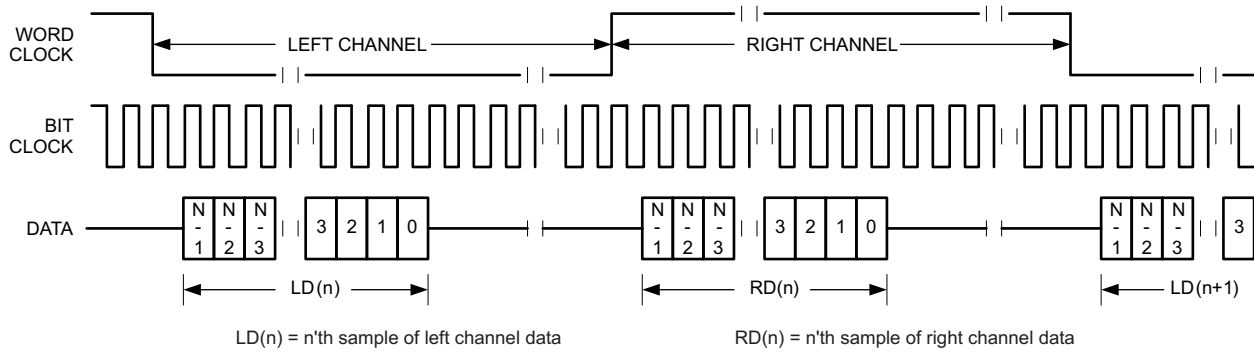 WORD
CLOCK
LEFT CHANNEL
RIGHT CHANNEL
BIT
CLOCK
DATA
N-1 N-2 N-3 3 2 1 0
N-1 N-2 N-3 3 2 1 0
N-1 N-2 N-3 3
LD(n)
RD(n)
LD(n+1)
LD(n) = n'th sample of left channel data
RD(n) = n'th sample of right channel data